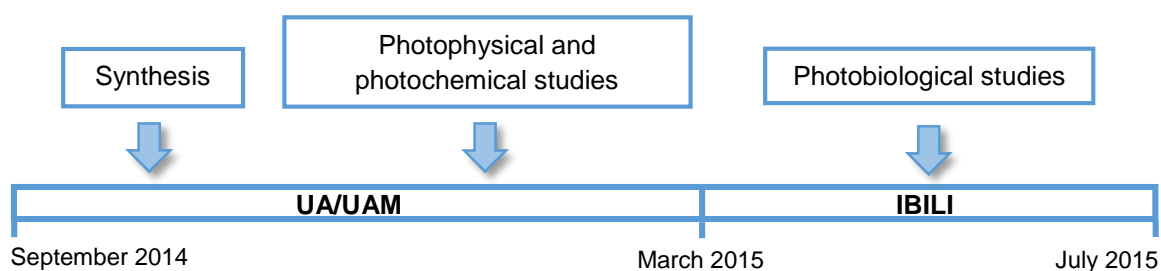 Synthesis
Photophysical and
photochemical studies
Photobiological studies
UA/UAM
IBILI
September 2014
March 2015
July 2015